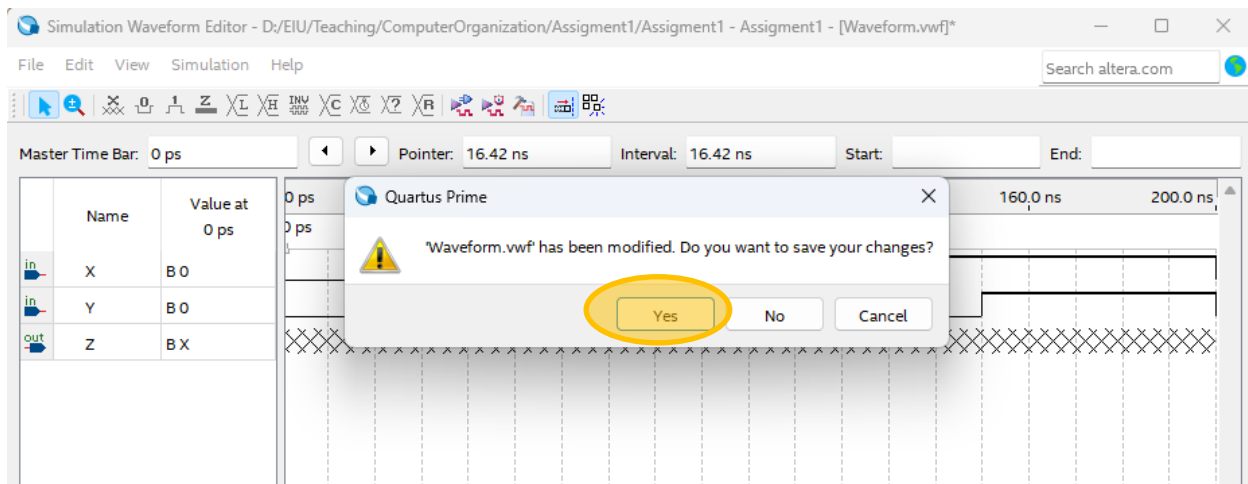 Simulation Waveform Editor - D:/EIU/Teaching/ComputerOrganization/Assigment1/Assigment1 - Assigment1 - [Waveform.vwf]*
File Edit View Simulation Help
Search altera.com
Master Time Bar: 0 ps Pointer: 16.42 ns Interval: 16.42 ns Start: End:
Name Value at 0 ps
0 ps 160.0 ns 200.0 ns
0 ps
Quartus Prime
'Waveform.vwf' has been modified. Do you want to save your changes?
Yes No Cancel
in X B 0
in Y B 0
out Z B X